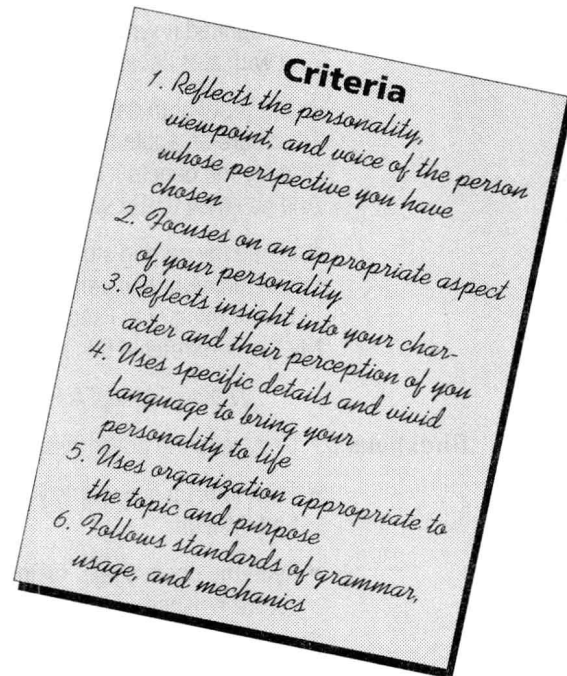 Criteria
1. Reflects the personality,
viewpoint, and voice of the person
whose perspective you have
chosen
2. Focuses on an appropriate aspect
of your personality
3. Reflects insight into your char-
acter and their perception of you
4. Uses specific details and vivid
language to bring your
personality to life
5. Uses organization appropriate to
the topic and purpose
6. Follows standards of grammar,
usage, and mechanics